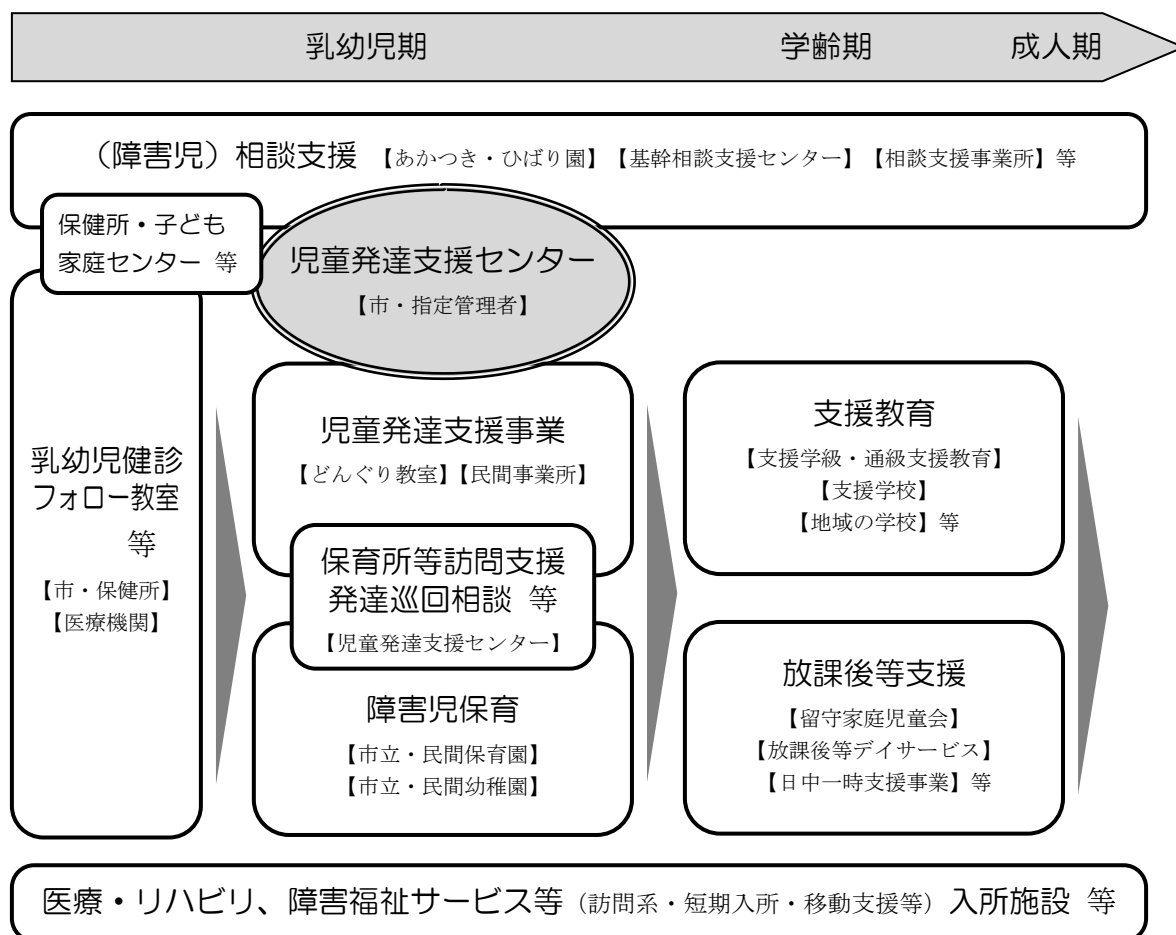 乳幼児期 学齢期 成人期
（障害児）相談支援 【あかつき・ひばり園】【基幹相談支援センター】【相談支援事業所】等
保健所・子ども
家庭センター 等
児童発達支援センター
【市・指定管理者】
乳幼児健診
フォロー教室
等
【市・保健所】
【医療機関】
児童発達支援事業
【どんぐり教室】【民間事業所】
保育所等訪問支援
発達巡回相談 等
【児童発達支援センター】
障害児保育
【市立・民間保育園】
【市立・民間幼稚園】
支援教育
【支援学級・通級支援教育】
【支援学校】
【地域の学校】等
放課後等支援
【留守家庭児童会】
【放課後等デイサービス】
【日中一時支援事業】等
医療・リハビリ、障害福祉サービス等（訪問系・短期入所・移動支援等）入所施設 等